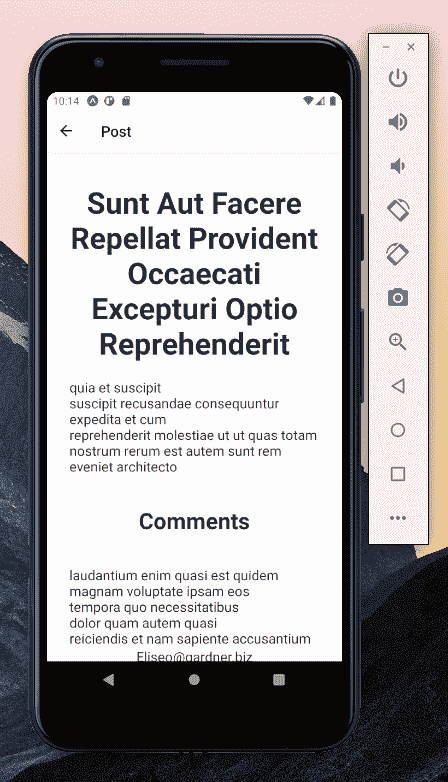 10:14
Post
Sunt Aut Facere
Repellat Provident
Occaecati
Excepturi Optio
Reprehenderit
quia et suscipit
suscipit recusandae consequuntur
expedita et cum
reprehenderit molestiae ut ut quas totam
nostrum rerum est autem sunt rem
eveniet architecto
Comments
laudantium enim quasi est quidem
magnam voluptate ipsam eos
tempora quo necessitatibus
dolor quam autem quasi
reiciendis et nam sapiente accusantium
Eliseo@gardner.biz